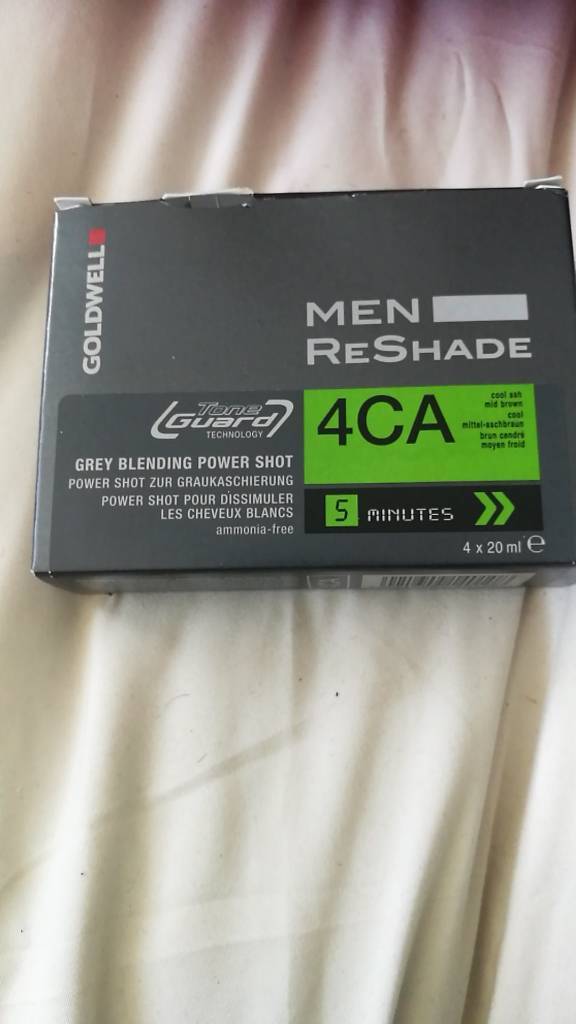 GOLDWELL
MEN
RESHADE
Tone
Guard
TECHNOLOGY
GREY BLENDING POWER SHOT
POWER SHOT ZUR GRAUKASCHIERUNG
POWER SHOT POUR DISSIMULER
LES CHEVEUX BLANCS
ammonia-free
4CA
cool ash
mid brown
cool
mittel-aschbraun
brun cendré
moyen froid
5 MINUTES
4 x 20 ml e